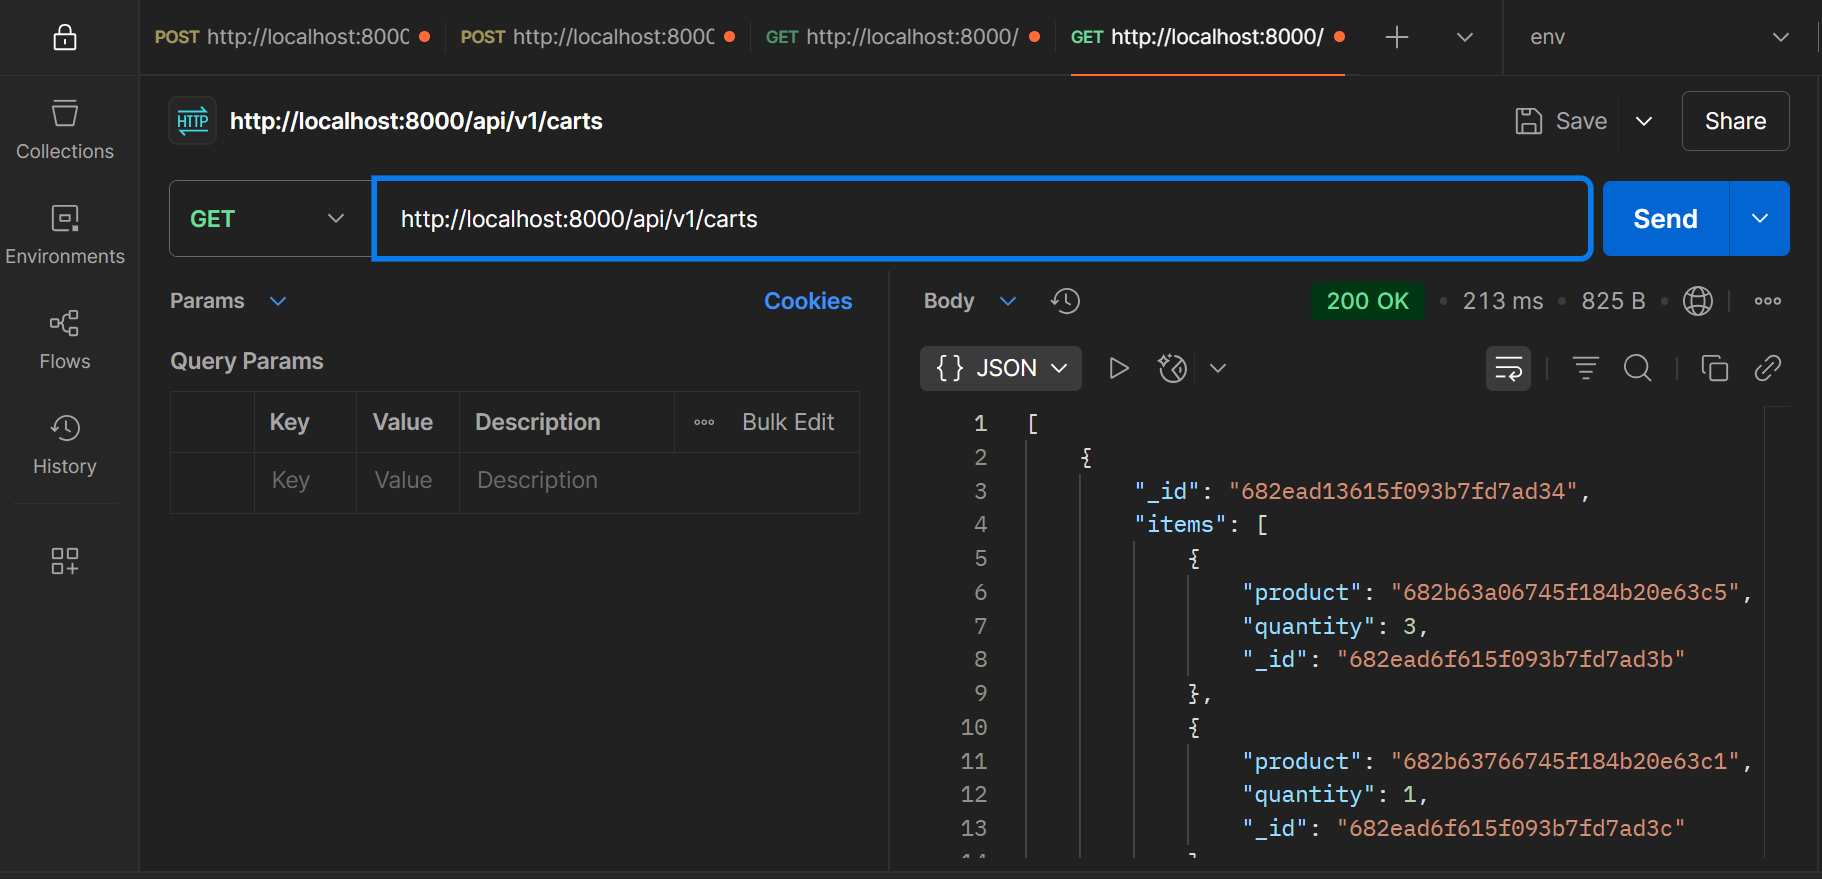 POST http://localhost:8000
POST http://localhost:800
GET http://localhost:8000/
GET http://localhost:8000/
env
Collections
Environments
Flows
History
HTTP
http://localhost:8000/api/v1/carts
Save
Share
GET
http://localhost:8000/api/v1/carts
Send
Params
Cookies
Query Params
Key Value Description Bulk Edit
Key Value Description
Body
200 OK • 213 ms • 825 B
{} JSON
1 [
2 {
3 "_id": "682ead13615f093b7fd7ad34",
4 "items": [
5 {
6 "product": "682b63a06745f184b20e63c5",
7 "quantity": 3,
8 "_id": "682ead6f615f093b7fd7ad3b"
9 },
10 {
11 "product": "682b63766745f184b20e63c1",
12 "quantity": 1,
13 "_id": "682ead6f615f093b7fd7ad3c"